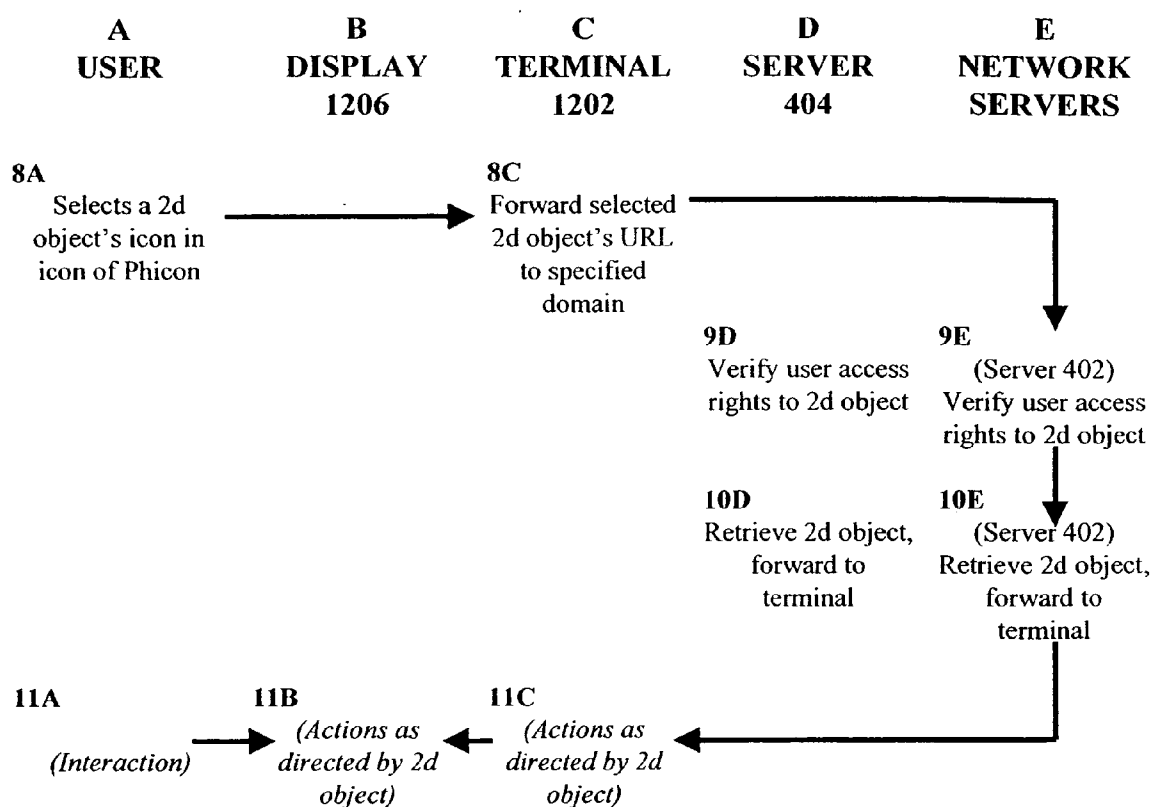 A
USER
B
DISPLAY
1206
C
TERMINAL
1202
D
SERVER
404
E
NETWORK
SERVERS
8A
Selects a 2d
object's icon in
icon of Phicon
8C
Forward selected
2d object's URL
to specified
domain
9D
Verify user access
rights to 2d object
9E
(Server 402)
Verify user access
rights to 2d object
10D
Retrieve 2d object,
forward to
terminal
10E
(Server 402)
Retrieve 2d object,
forward to
terminal
11A
(Interaction)
11B
(Actions as
directed by 2d
object)
11C
(Actions as
directed by 2d
object)